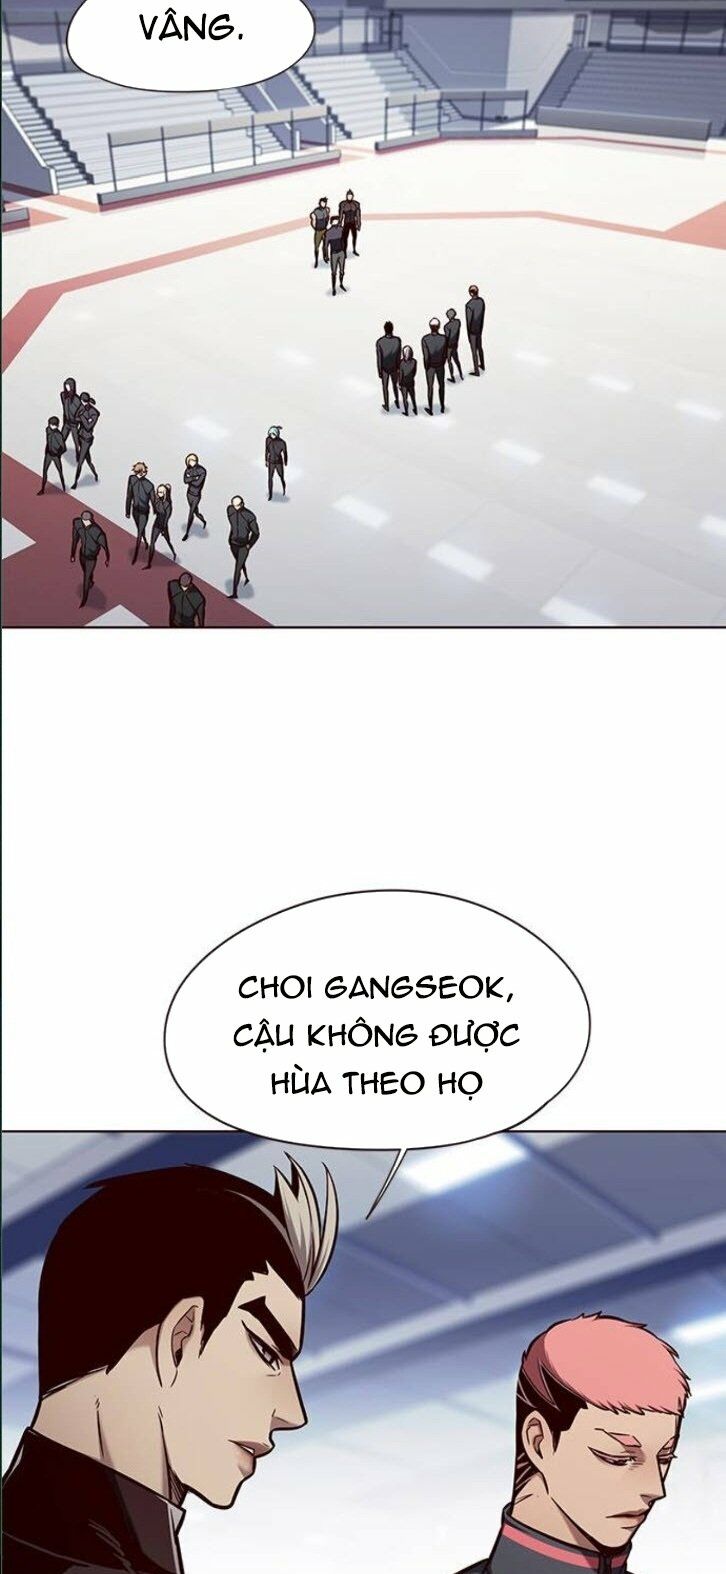 VÂNG.
CHOI GANGSEOK,
CẬU KHÔNG ĐƯỢC
HÙA THEO HỌ